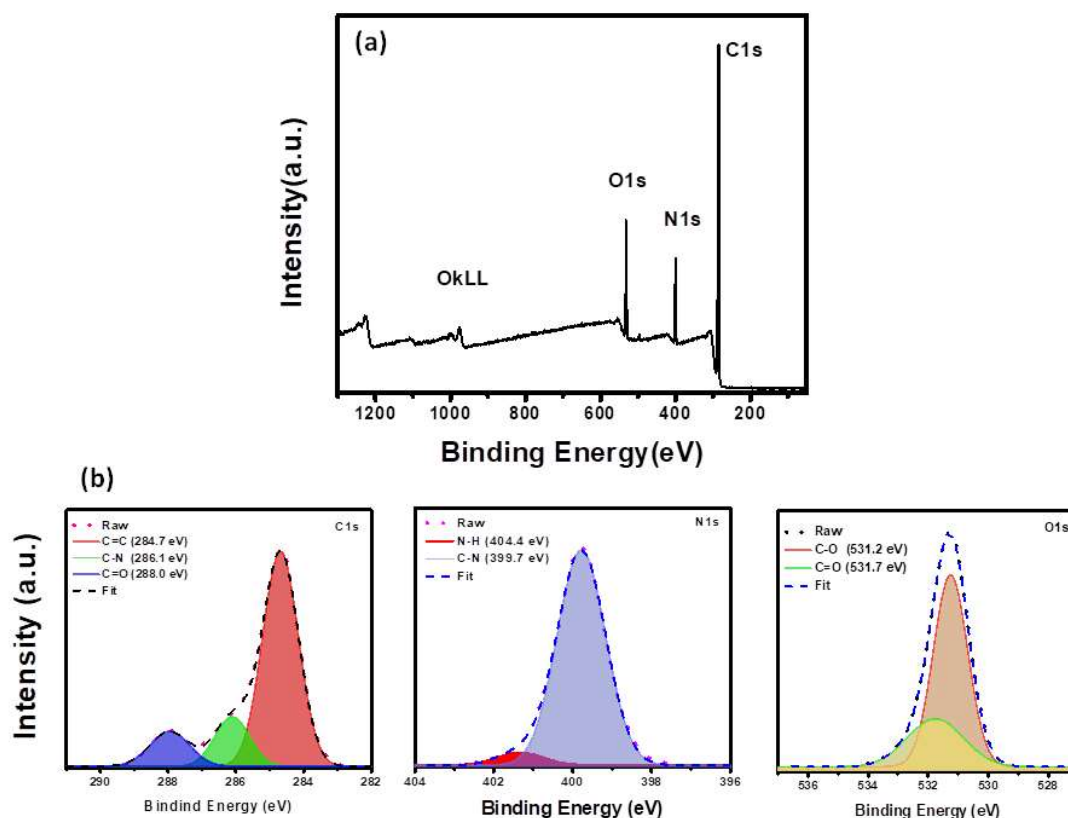 (a)
C1s
O1s
N1s
OkLL
Intensity(a.u.)
1200 1000 800 600 400 200
Binding Energy(eV)
(b)
Intensity (a.u.)
Raw
C=C (284.7 eV)
C-N (286.1 eV)
C=O (288.0 eV)
Fit
C1s
290 288 286 284 282
Bindind Energy (eV)
Raw
N-H (404.4 eV)
C-N (399.7 eV)
Fit
N1s
404 402 400 398 396
Binding Energy (eV)
Raw
C-O (531.2 eV)
C=O (531.7 eV)
Fit
O1s
536 534 532 530 528
Binding Energy (eV)